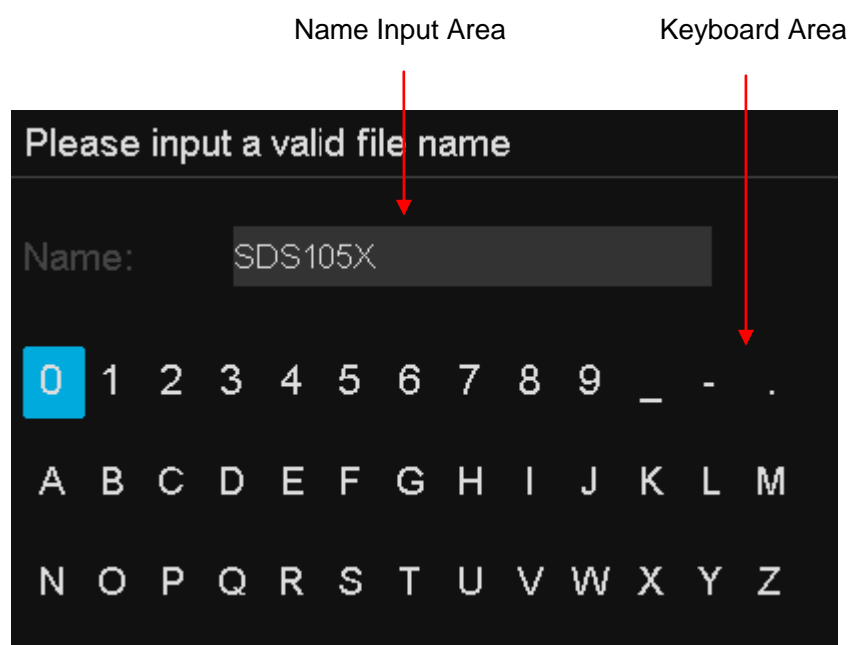 Name Input Area Keyboard Area
Please input a valid file name
Name: SDS105X
0 1 2 3 4 5 6 7 8 9 _ - .
A B C D E F G H I J K L M
N O P Q R S T U V W X Y Z